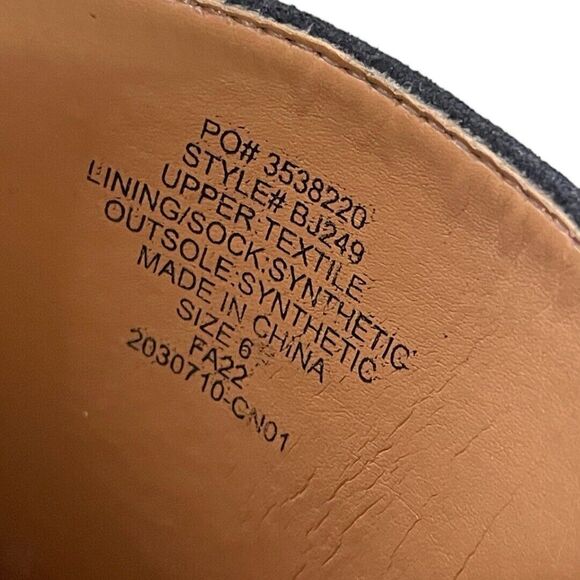 PO# 3538220
STYLE# BJ249
UPPER:TEXTILE
LINING/SOCK:SYNTHETIC
OUTSOLE:SYNTHETIC
MADE IN CHINA
SIZE 6
FA22
2030710-CN01